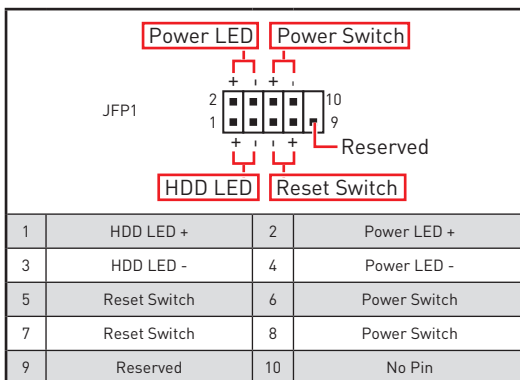 Power LED Power Switch
+ - + -
JFP1
2 10
1 9
+ - - +
Reserved
HDD LED Reset Switch
1 HDD LED + 2 Power LED +
3 HDD LED - 4 Power LED -
5 Reset Switch 6 Power Switch
7 Reset Switch 8 Power Switch
9 Reserved 10 No Pin